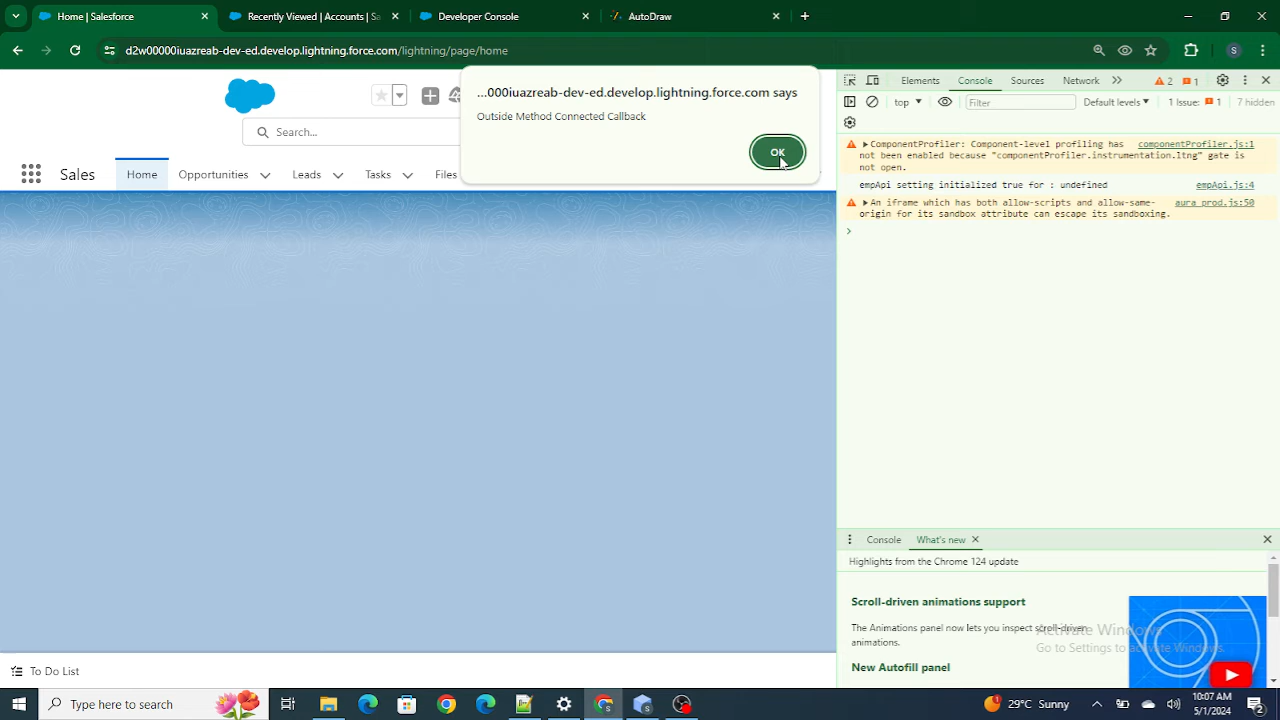 Home | Salesforce
Recently Viewed | Accounts | Sa
Developer Console
AutoDraw
d2w00000iuazreab-dev-ed.develop.lightning.force.com/lightning/page/home
S
...000iuazreab-dev-ed.develop.lightning.force.com says
Outside Method Connected Callback
OK
Search...
Sales
Home
Opportunities
Leads
Tasks
Files
Elements
Console
Sources
Network
2
1
top
Filter
Default levels
1 Issue:
1
7 hidden
ComponentProfiler: Component-level profiling has
componentProfiler.js:1
not been enabled because "componentProfiler.instrumentation.ltng" gate is
not open.
empApi setting initialized true for : undefined
empApi.js:4
An iframe which has both allow-scripts and allow-same-
aura_prod.js:50
origin for its sandbox attribute can escape its sandboxing.
Console
What's new
Highlights from the Chrome 124 update
Scroll-driven animations support
The Animations panel now lets you inspect scroll-driven
animations.
New Autofill panel
Activate Windows
Go to Settings to activate Windows.
To Do List
Type here to search
29°C Sunny
10:07 AM
5/1/2024
2